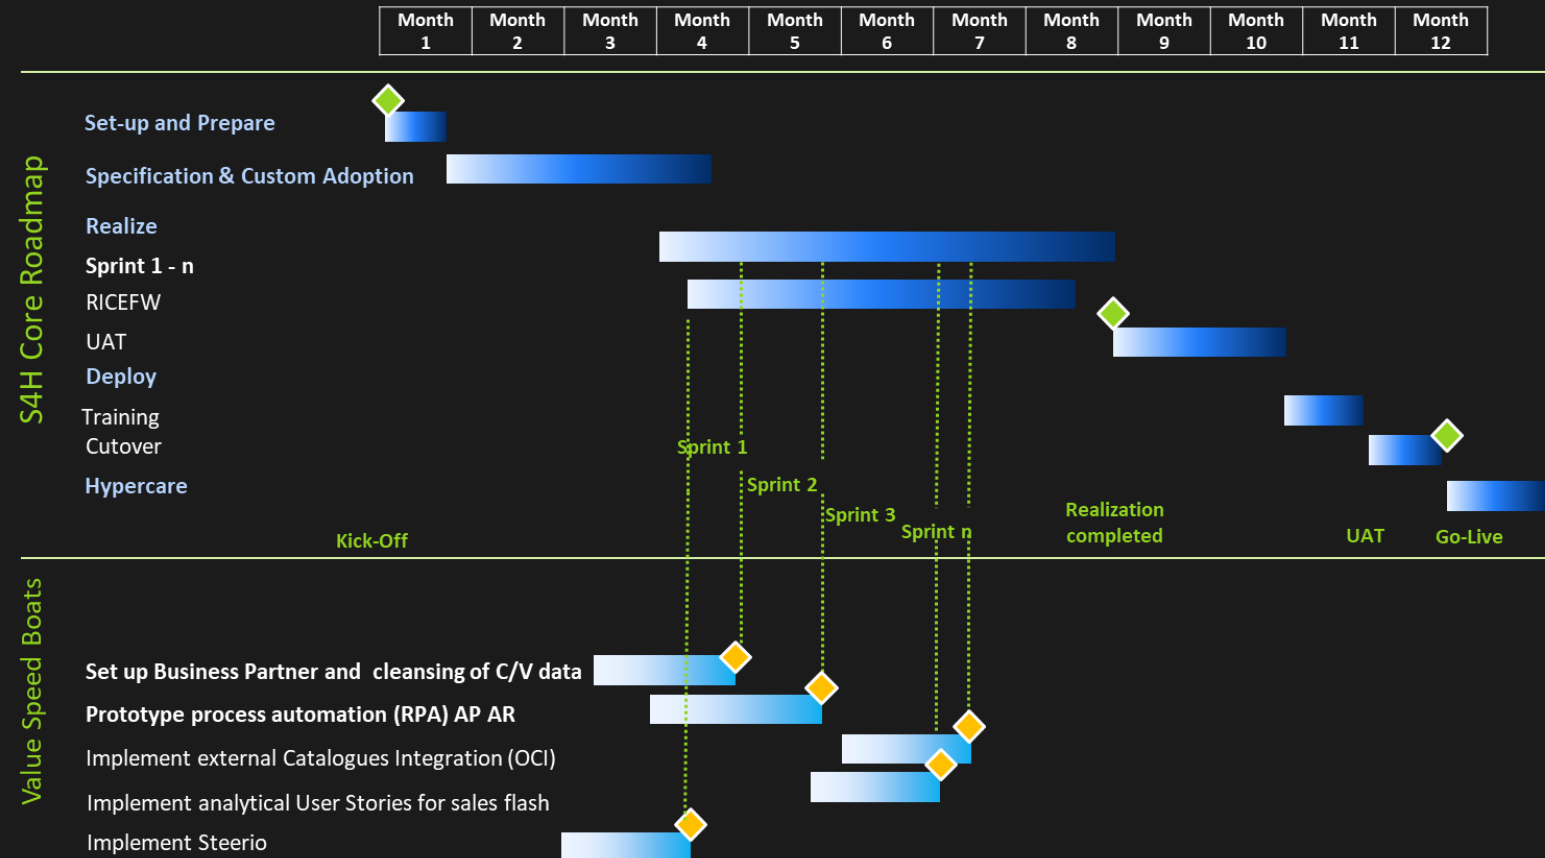 Month 1
Month 2
Month 3
Month 4
Month 5
Month 6
Month 7
Month 8
Month 9
Month 10
Month 11
Month 12
S4H Core Roadmap
Set-up and Prepare
Specification & Custom Adoption
Realize
Sprint 1 - n
RICEFW
UAT
Deploy
Training
Cutover
Hypercare
Sprint 1
Sprint 2
Sprint 3
Sprint n
Kick-Off
Realization
completed
UAT
Go-Live
Value Speed Boats
Set up Business Partner and cleansing of C/V data
Prototype process automation (RPA) AP AR
Implement external Catalogues Integration (OCI)
Implement analytical User Stories for sales flash
Implement Steerio